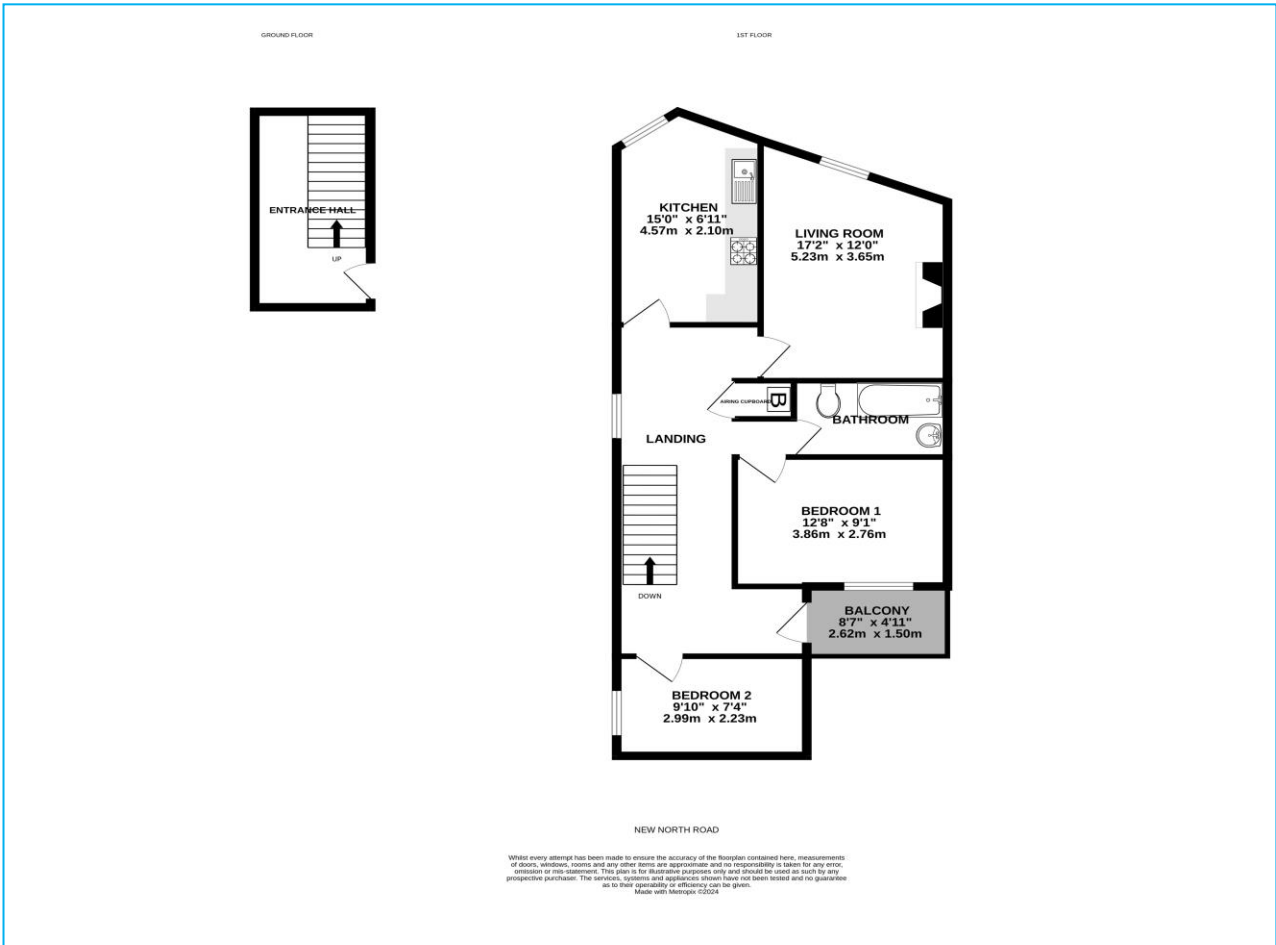 GROUND FLOOR
1ST FLOOR
ENTRANCE HALL
UP
KITCHEN
15'0" x 6'11"
4.57m x 2.10m
LIVING ROOM
17'2" x 12'0"
5.23m x 3.65m
AIRING CUPBOARD
B
BATHROOM
LANDING
BEDROOM 1
12'8" x 9'1"
3.86m x 2.76m
DOWN
BALCONY
8'7" x 4'11"
2.62m x 1.50m
BEDROOM 2
9'10" x 7'4"
2.99m x 2.23m
NEW NORTH ROAD
Whilst every attempt has been made to ensure the accuracy of the floorplan contained here, measurements
of doors, windows, rooms and any other items are approximate and no responsibility is taken for any error,
omission or mis-statement. This plan is for illustrative purposes only and should be used as such by any
prospective purchaser. The services, systems and appliances shown have not been tested and no guarantee
as to their operability or efficiency can be given.
Made with Metropix ©2024